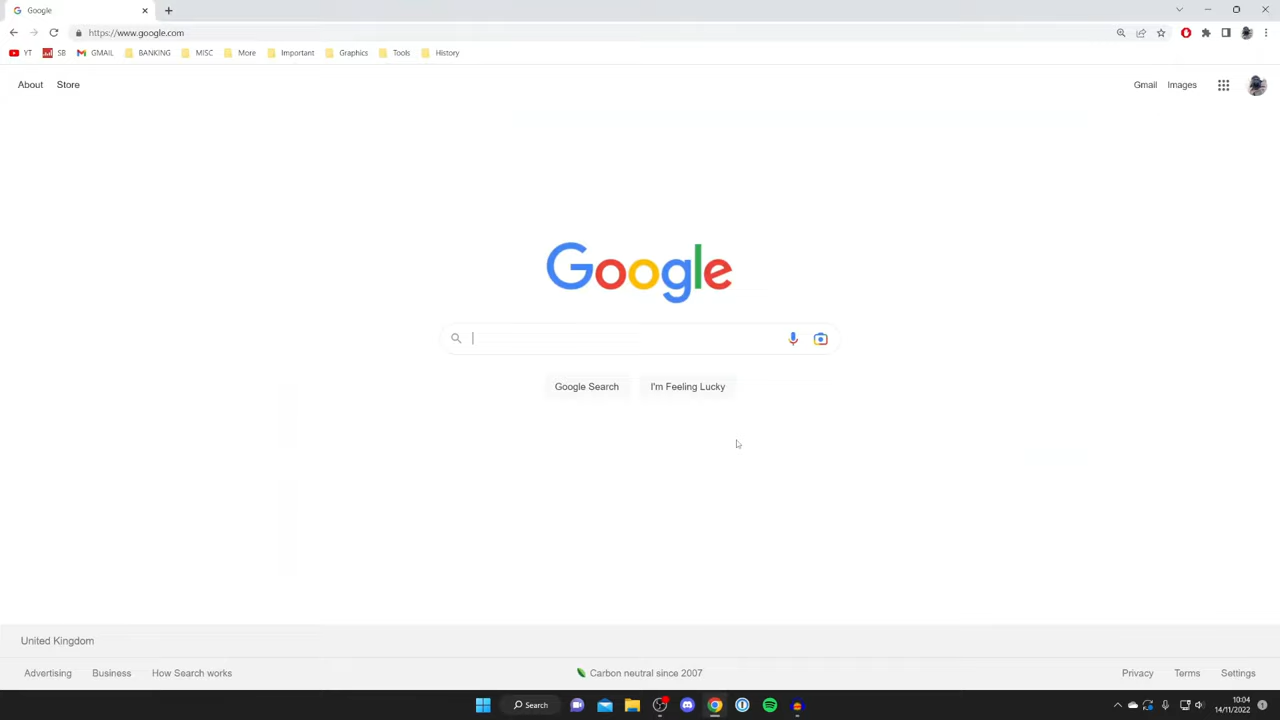 Google
https://www.google.com
YT SB GMAIL BANKING MISC More Important Graphics Tools History
About Store
Gmail Images
Google
Google Search I'm Feeling Lucky
United Kingdom
Advertising Business How Search works
Carbon neutral since 2007
Privacy Terms Settings
Search
10:04
14/11/2022